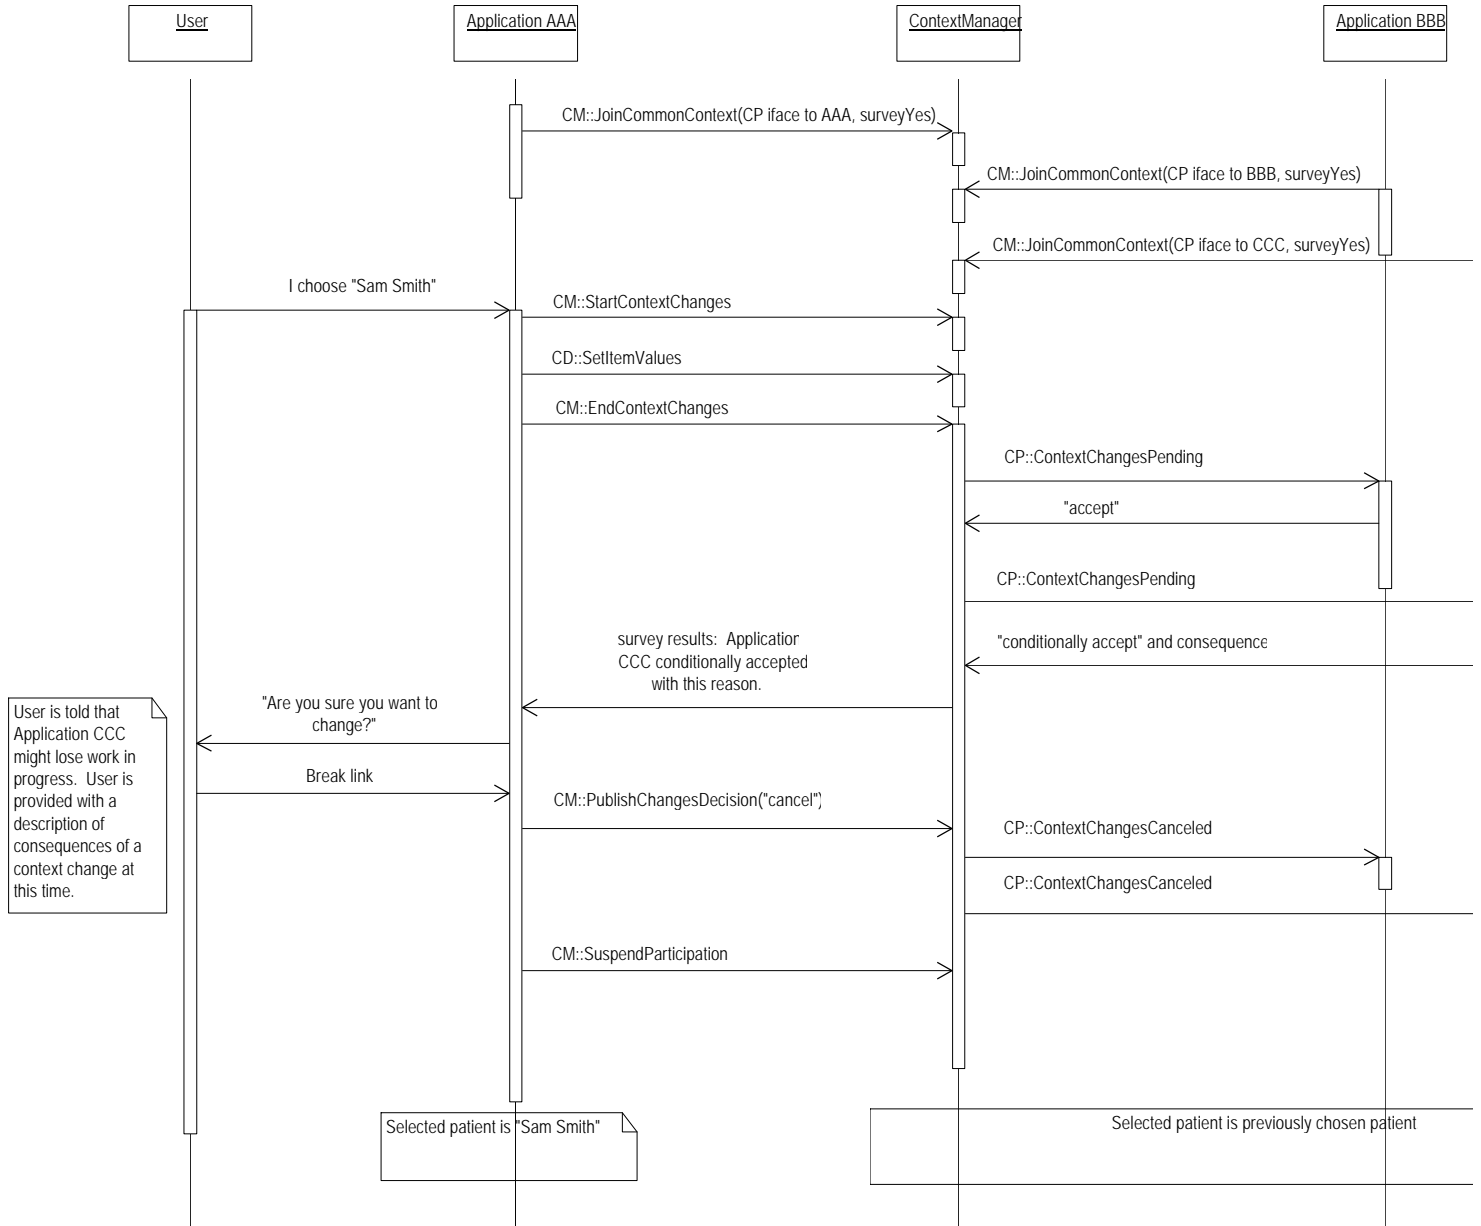 User
Application AAA
ContextManager
Application BBB
CM::JoinCommonContext(CP iface to AAA, surveyYes)
CM::JoinCommonContext(CP iface to BBB, surveyYes)
CM::JoinCommonContext(CP iface to CCC, surveyYes)
I choose "Sam Smith"
CM::StartContextChanges
CD::SetItemValues
CM::EndContextChanges
CP::ContextChangesPending
"accept"
CP::ContextChangesPending
"conditionally accept" and consequence
survey results: Application
CCC conditionally accepted
with this reason.
"Are you sure you want to
change?"
User is told that
Application CCC
might lose work in
progress. User is
provided with a
description of
consequences of a
context change at
this time.
Break link
CM::PublishChangesDecision("cancel")
CP::ContextChangesCanceled
CP::ContextChangesCanceled
CM::SuspendParticipation
Selected patient is "Sam Smith"
Selected patient is previously chosen patient